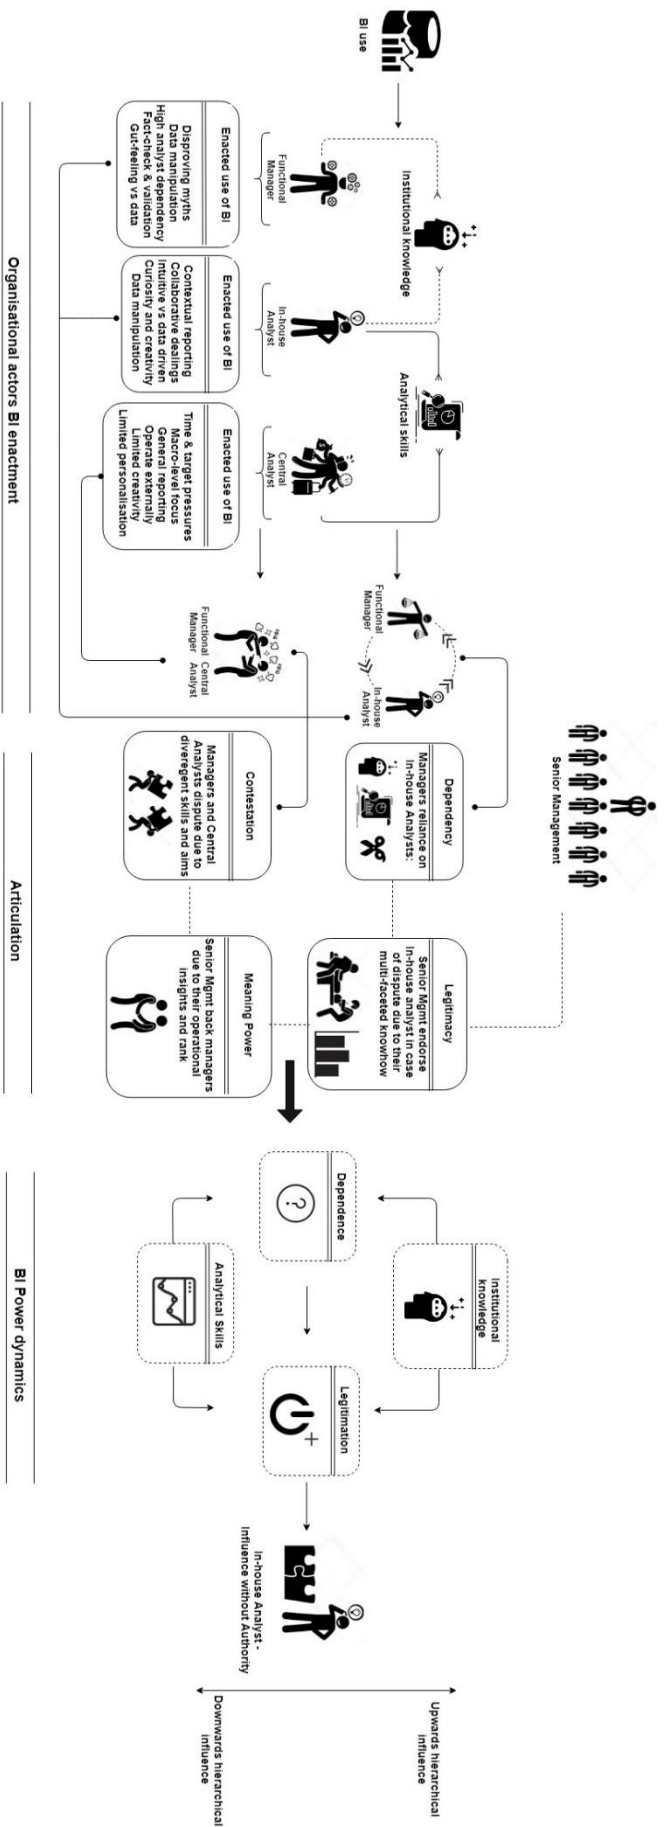 BI use
Institutional knowledge
Analytical skills
Functional
Manager
In-house
Analyst
Central
Analyst
Enacted use of BI
Disproving myths
Data manipulation
High analyst dependency
Fact-check & validation
Gut-feeling vs data
Enacted use of BI
Contextual reporting
Collaborative dealings
Intuitive vs data driven
Curiosity and creativity
Data manipulation
Enacted use of BI
Time & target pressures
Macro-level focus
General reporting
Operate externally
Limited creativity
Limited personalisation
Functional
Manager
In-house
Analyst
Functional
Manager
Central
Analyst
Senior Management
Dependency
Managers reliance on
In-house Analysts:
Contestation
Managers and Central
Analysts dispute due to
diveregent skills and aims
Legitimacy
Senior Mgmt endorse
In-house analyst in case
of dispute due to their
multi-faceted knowhow
Meaning Power
Senior Mgmt back managers
due to their operational
insights and rank
Institutional
knowledge
Dependence
?
Analytical Skills
Legitimation
In-house Analyst -
Influence without Authority
Upwards hierarchical
influence
Downwards hierarchical
influence
Organisational actors BI enactment
Articulation
BI Power dynamics